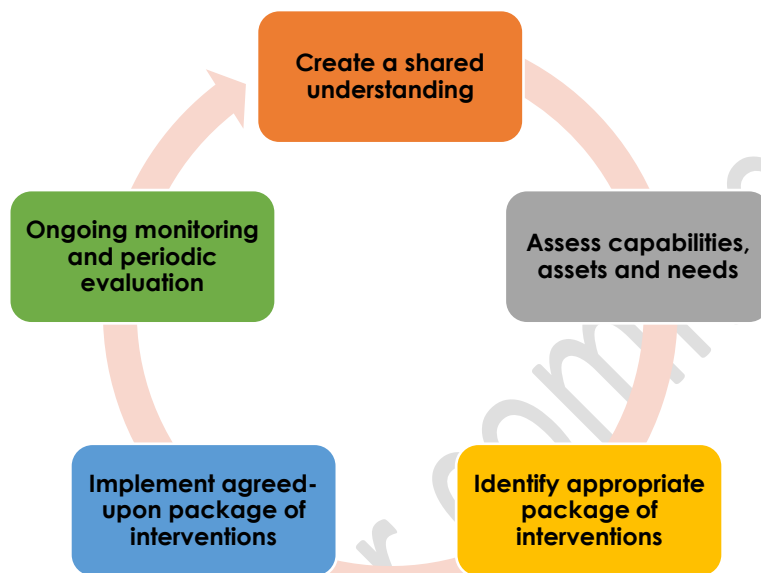 Create a shared
understanding
Assess capabilities,
assets and needs
Identify appropriate
package of
interventions
Implement agreed-
upon package of
interventions
Ongoing monitoring
and periodic
evaluation